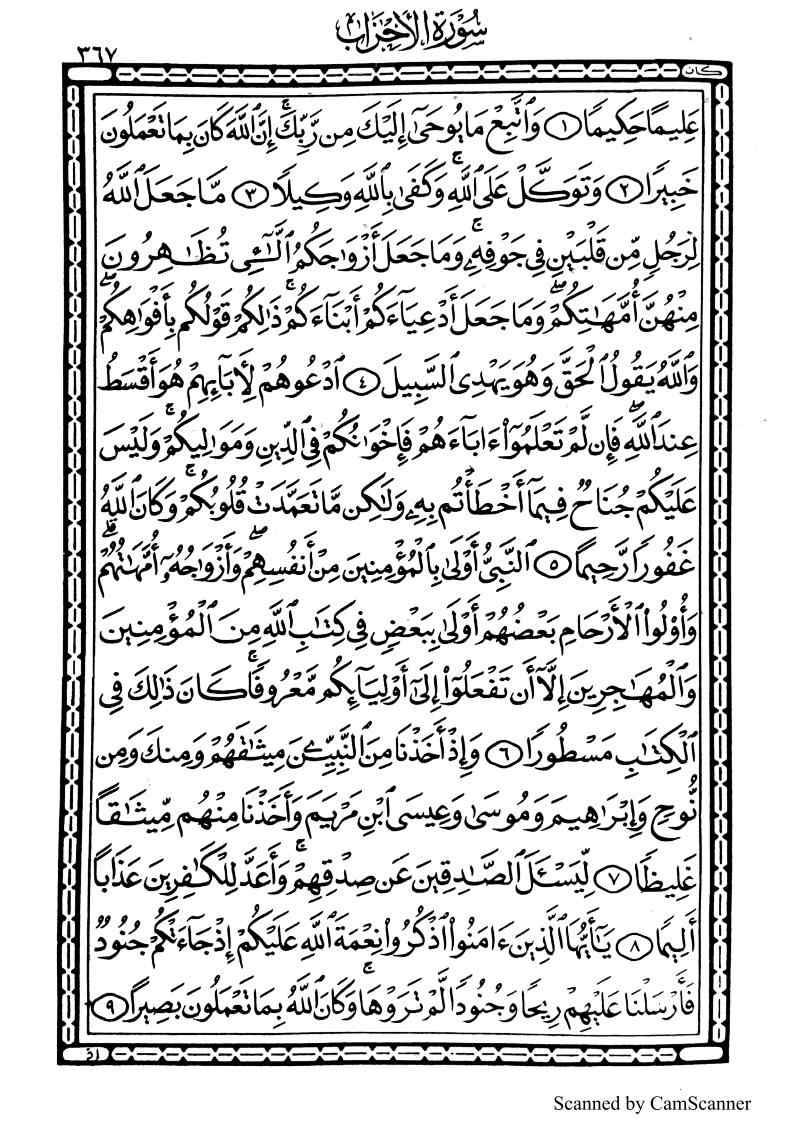 سُورَةُ الأَحْزَابِ
٣٦٧
كان
عَلِيمًا حَكِيمًا ١ وَٱتَّبِعْ مَا يُوحَىٰٓ إِلَيْكَ مِن رَّبِّكَ ۚ إِنَّ ٱللَّهَ كَانَ بِمَا تَعْمَلُونَ
خَبِيرًا ٢ وَتَوَكَّلْ عَلَى ٱللَّهِ ۚ وَكَفَىٰ بِٱللَّهِ وَكِيلًا ٣ مَّا جَعَلَ ٱللَّهُ
لِرَجُلٍ مِّن قَلْبَيْنِ فِى جَوْفِهِۦ ۚ وَمَا جَعَلَ أَزْوَٰجَكُمُ ٱلَّٰٓـِٔى تُظَٰهِرُونَ
مِنْهُنَّ أُمَّهَٰتِكُمْ ۖ وَمَا جَعَلَ أَدْعِيَآءَكُمْ أَبْنَآءَكُمْ ۚ ذَٰلِكُمْ قَوْلُكُم بِأَفْوَٰهِكُمْ ۖ
وَٱللَّهُ يَقُولُ ٱلْحَقَّ وَهُوَ يَهْدِى ٱلسَّبِيلَ ٤ ٱدْعُوهُمْ لِأٓبَآئِهِمْ هُوَ أَقْسَطُ
عِندَ ٱللَّهِ ۖ فَإِن لَّمْ تَعْلَمُوٓا۟ ءَابَآءَهُمْ فَإِخْوَٰنُكُمْ فِى ٱلدِّينِ وَمَوَٰلِيكُمْ ۚ وَلَيْسَ
عَلَيْكُمْ جُنَاحٌ فِيمَآ أَخْطَأْتُم بِهِۦ وَلَٰكِن مَّا تَعَمَّدَتْ قُلُوبُكُمْ ۚ وَكَانَ ٱللَّهُ
غَفُورًا رَّحِيمًا ٥ ٱلنَّبِىُّ أَوْلَىٰ بِٱلْمُؤْمِنِينَ مِنْ أَنفُسِهِمْ ۖ وَأَزْوَٰجُهُۥٓ أُمَّهَٰتُهُمْ ۗ
وَأُو۟لُوا۟ ٱلْأَرْحَامِ بَعْضُهُمْ أَوْلَىٰ بِبَعْضٍ فِى كِتَٰبِ ٱللَّهِ مِنَ ٱلْمُؤْمِنِينَ
وَٱلْمُهَٰجِرِينَ إِلَّآ أَن تَفْعَلُوٓا۟ إِلَىٰٓ أَوْلِيَآئِكُم مَّعْرُوفًا ۚ كَانَ ذَٰلِكَ فِى
ٱلْكِتَٰبِ مَسْطُورًا ٦ وَإِذْ أَخَذْنَا مِنَ ٱلنَّبِيِّـۧنَ مِيثَٰقَهُمْ وَمِنكَ وَمِن
نُّوحٍ وَإِبْرَٰهِيمَ وَمُوسَىٰ وَعِيسَى ٱبْنِ مَرْيَمَ وَأَخَذْنَا مِنْهُم مِّيثَٰقًا
غَلِيظًا ٧ لِّيَسْـَٔلَ ٱلصَّٰدِقِينَ عَن صِدْقِهِمْ ۚ وَأَعَدَّ لِلْكَٰفِرِينَ عَذَابًا
أَلِيمًا ٨ يَٰٓأَيُّهَا ٱلَّذِينَ ءَامَنُوا۟ ٱذْكُرُوا۟ نِعْمَةَ ٱللَّهِ عَلَيْكُمْ إِذْ جَآءَتْكُمْ جُنُودٌ
فَأَرْسَلْنَا عَلَيْهِمْ رِيحًا وَجُنُودًا لَّمْ تَرَوْهَا ۚ وَكَانَ ٱللَّهُ بِمَا تَعْمَلُونَ بَصِيرًا ٩
إذ
Scanned by CamScanner